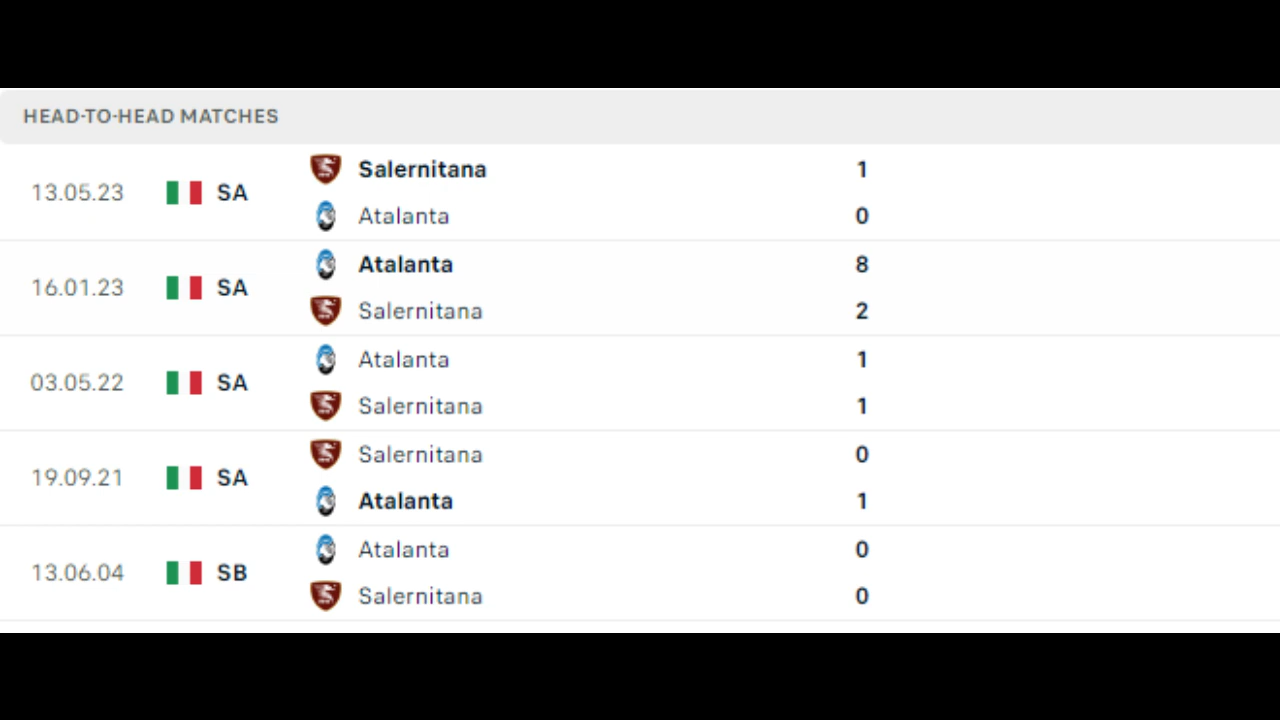 HEAD-TO-HEAD MATCHES
13.05.23 SA Salernitana 1
Atalanta 0
16.01.23 SA Atalanta 8
Salernitana 2
03.05.22 SA Atalanta 1
Salernitana 1
19.09.21 SA Salernitana 0
Atalanta 1
13.06.04 SB Atalanta 0
Salernitana 0